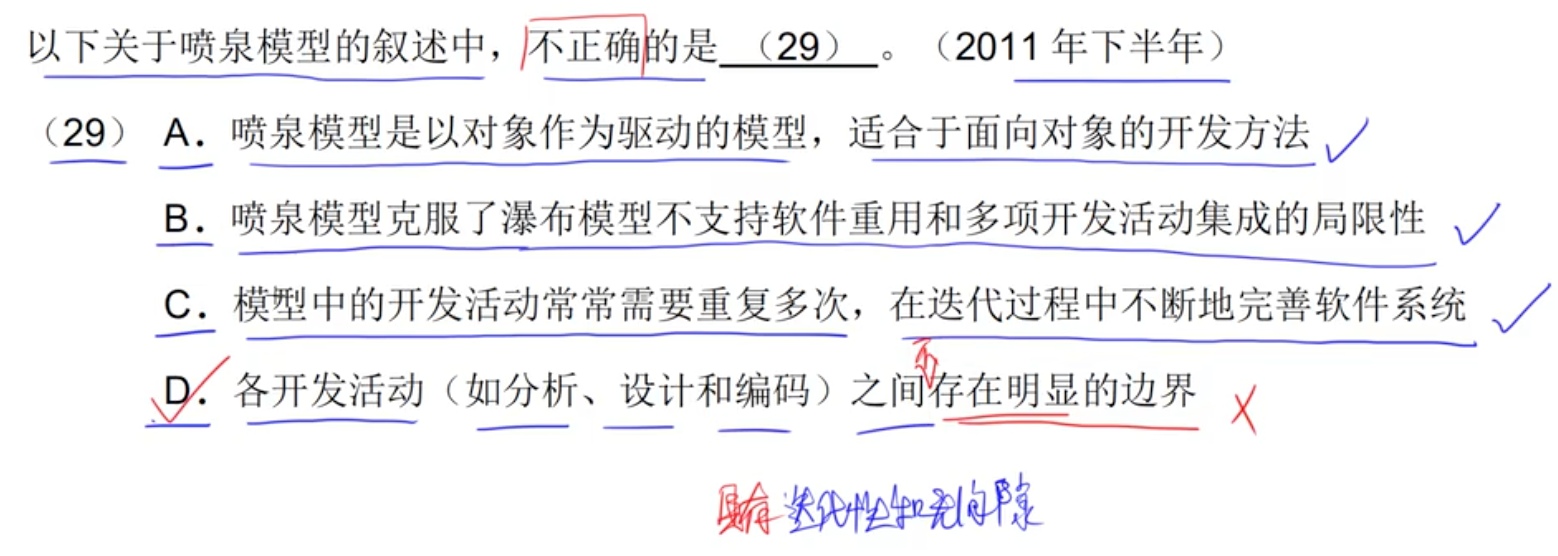 以下关于喷泉模型的叙述中，不正确的是 （29） 。（2011 年下半年）
（29） A．喷泉模型是以对象作为驱动的模型，适合于面向对象的开发方法
B．喷泉模型克服了瀑布模型不支持软件重用和多项开发活动集成的局限性
C．模型中的开发活动常常需要重复多次，在迭代过程中不断地完善软件系统
不
D．各开发活动（如分析、设计和编码）之间存在明显的边界
具有迭代性和无间隙